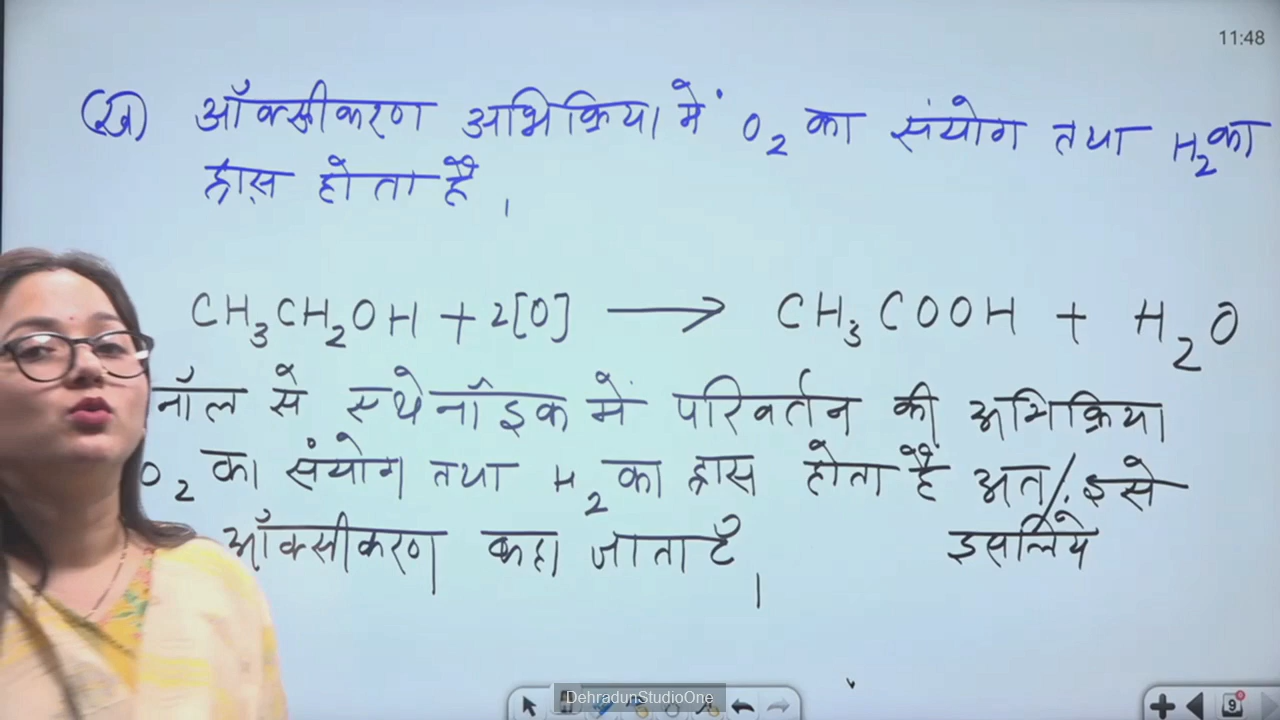 11:48
(ख) ऑक्सीकरण अभिक्रिया में O₂ का संयोग तथा H₂ का
ह्रास होता है।
CH₃CH₂OH + 2[O] ⟶ CH₃COOH + H₂O
नॉल से एथेनॉइक में परिवर्तन की अभिक्रिया
O₂ का संयोग तथा H₂ का ह्रास होता है अतः / इसे
ऑक्सीकरण कहा जाता है। इसलिये
DehradunStudioOne
9